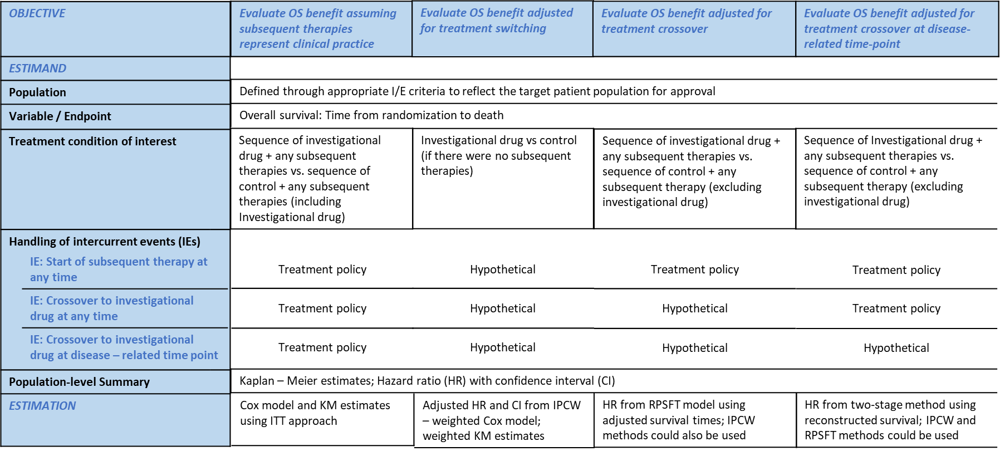 OBJECTIVE
Evaluate OS benefit assuming
subsequent therapies
represent clinical practice
Evaluate OS benefit adjusted
for treatment switching
Evaluate OS benefit adjusted for
treatment crossover
Evaluate OS benefit adjusted for
treatment crossover at disease-
related time-point
ESTIMAND
Population
Defined through appropriate I/E criteria to reflect the target patient population for approval
Variable / Endpoint
Overall survival: Time from randomization to death
Treatment condition of interest
Sequence of investigational
drug + any subsequent
therapies vs. sequence of
control + any subsequent
therapies (including
Investigational drug)
Investigational drug vs control
(if there were no subsequent
therapies)
Sequence of investigational drug +
any subsequent therapies vs.
sequence of control + any
subsequent therapy (excluding
investigational drug)
Sequence of Investigational drug +
any subsequent therapies vs.
sequence of control + any
subsequent therapy (excluding
investigational drug)
Handling of intercurrent events (IEs)
IE: Start of subsequent therapy at
any time
Treatment policy
Hypothetical
Treatment policy
Treatment policy
IE: Crossover to investigational
drug at any time
Treatment policy
Hypothetical
Hypothetical
Treatment policy
IE: Crossover to investigational
drug at disease – related time point
Treatment policy
Hypothetical
Hypothetical
Hypothetical
Population-level Summary
Kaplan – Meier estimates; Hazard ratio (HR) with confidence interval (CI)
ESTIMATION
Cox model and KM estimates
using ITT approach
Adjusted HR and CI from IPCW
– weighted Cox model;
weighted KM estimates
HR from RPSFT model using
adjusted survival times; IPCW
methods could also be used
HR from two-stage method using
reconstructed survival; IPCW and
RPSFT methods could be used